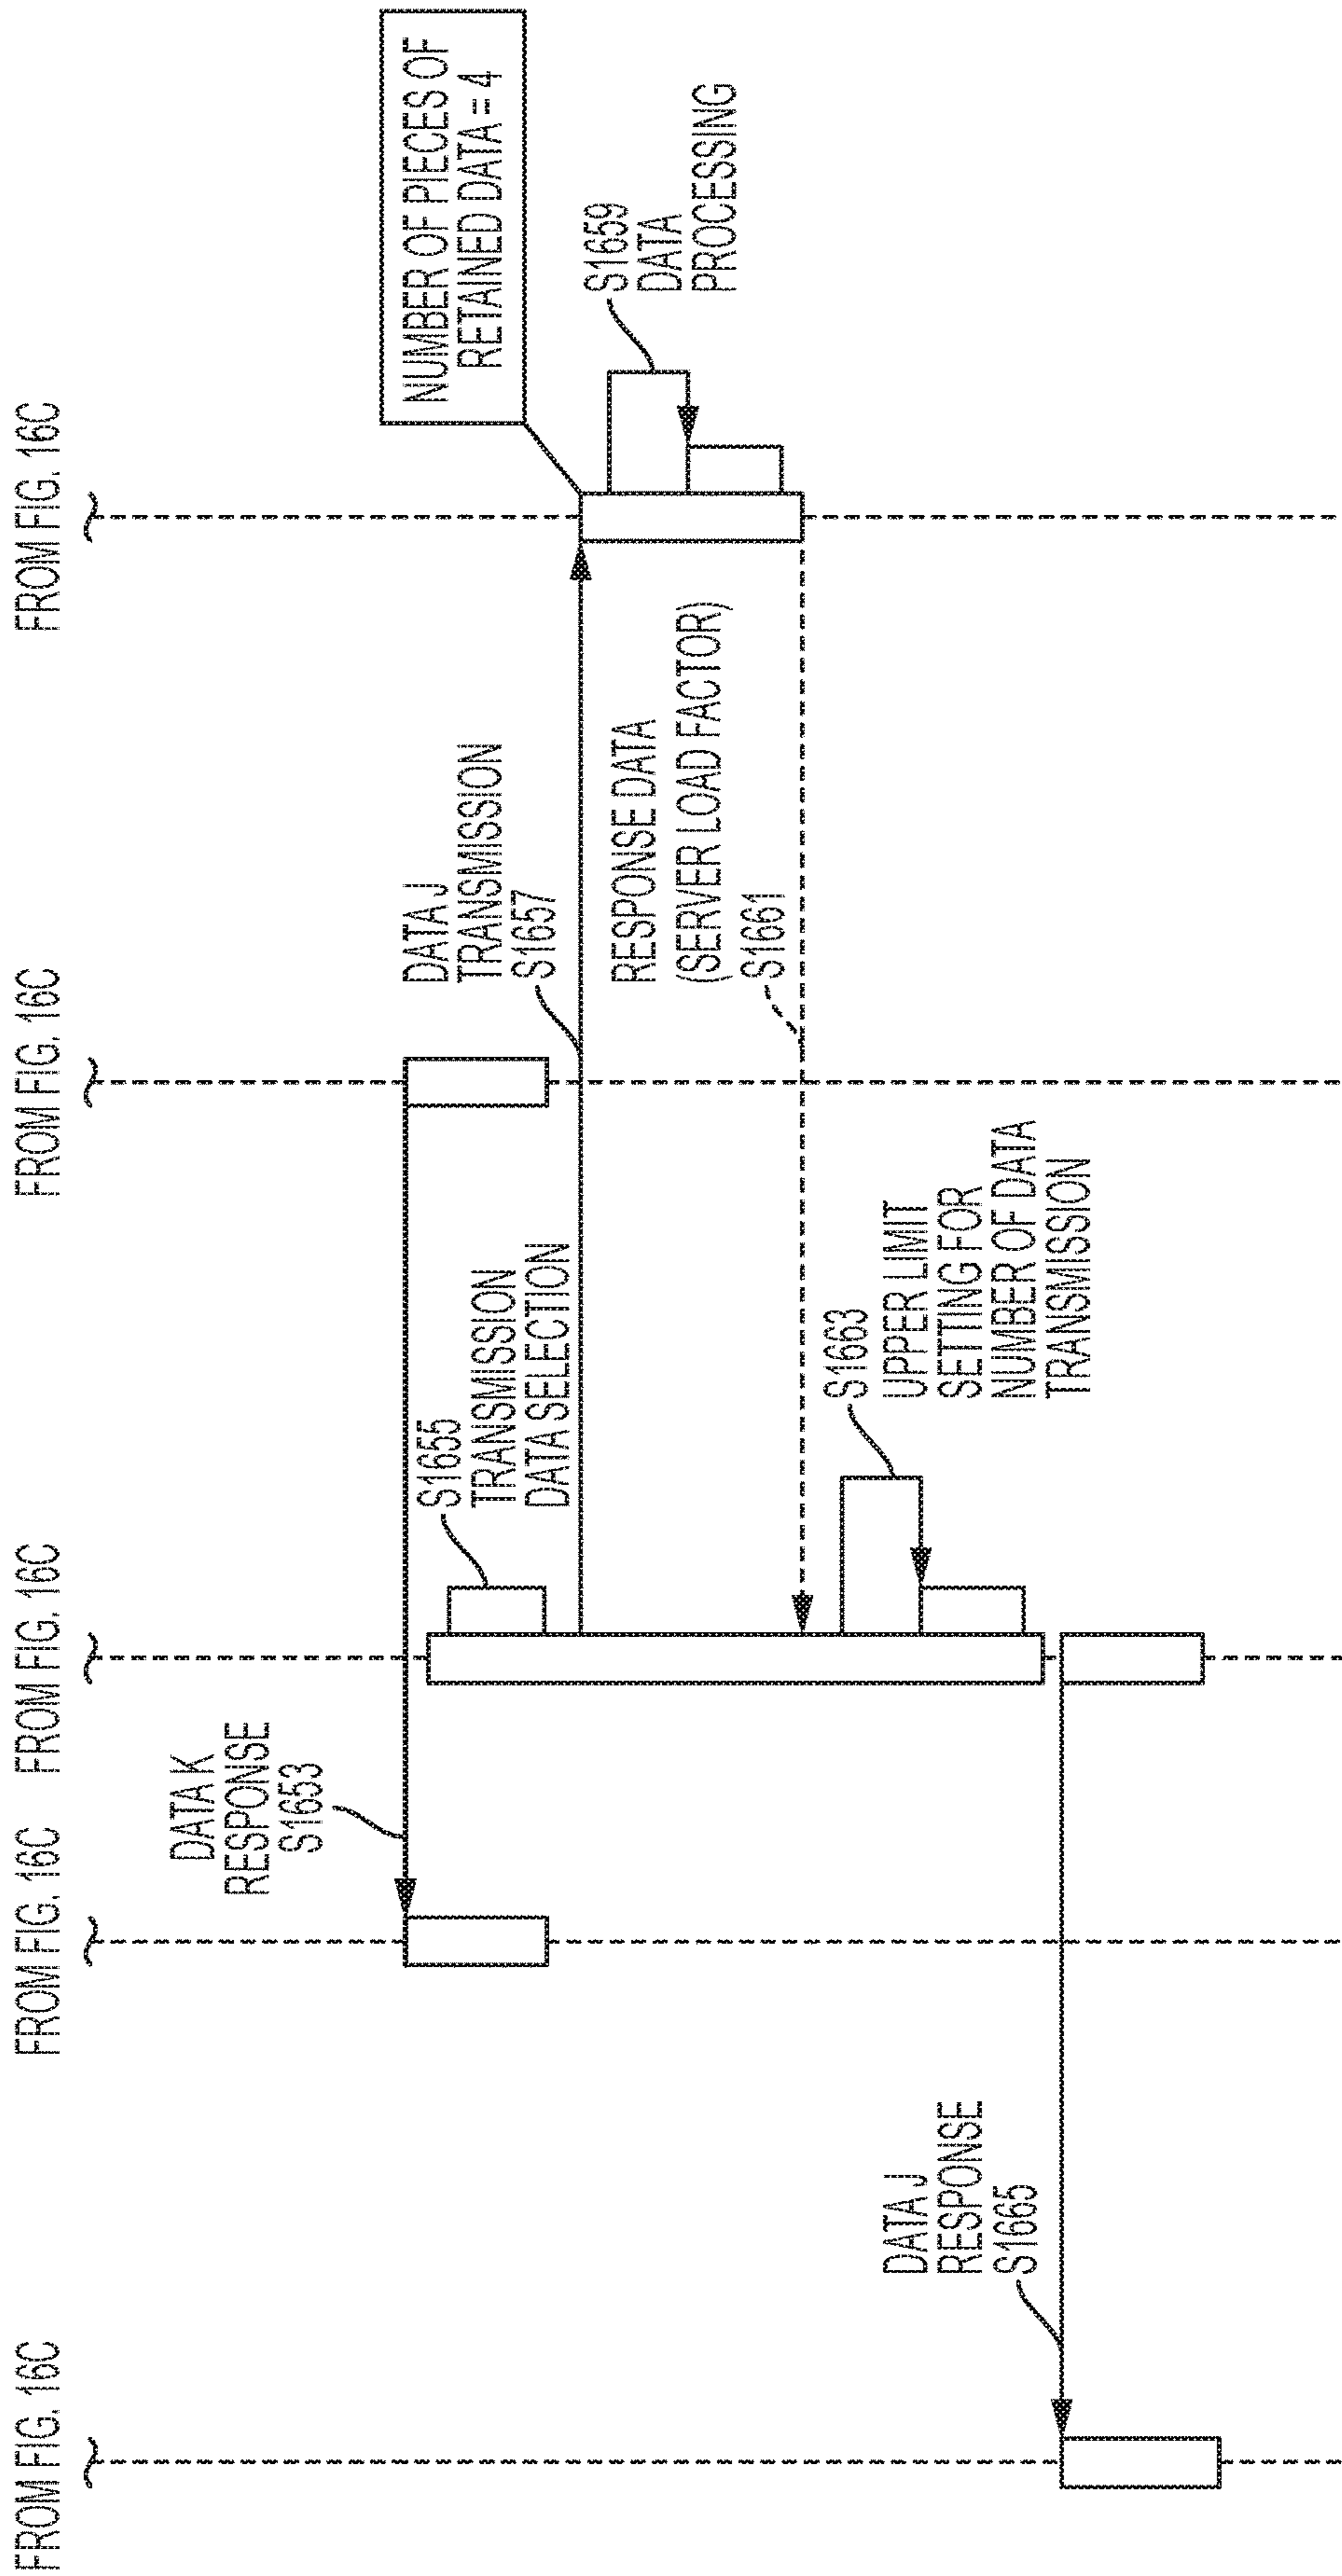 FROM FIG. 16C
FROM FIG. 16C
FROM FIG. 16C
FROM FIG. 16C
FROM FIG. 16C
DATA K
RESPONSE
S1653
S1655
TRANSMISSION
DATA SELECTION
DATA J
TRANSMISSION
S1657
NUMBER OF PIECES OF
RETAINED DATA = 4
S1659
DATA
PROCESSING
RESPONSE DATA
(SERVER LOAD FACTOR)
S1661
S1663
UPPER LIMIT
SETTING FOR
NUMBER OF DATA
TRANSMISSION
DATA J
RESPONSE
S1665